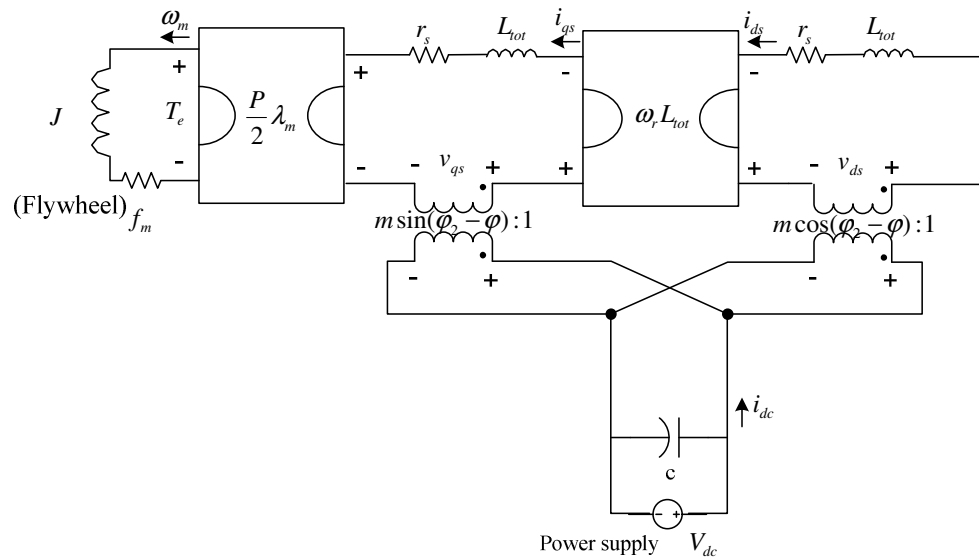 ω_m
r_s
L_tot
i_qs
i_ds
r_s
L_tot
+
+
-
-
J
T_e
P/2 λ_m
ω_r L_tot
-
-
- v_qs +
+
-
+
- v_ds +
(Flywheel) f_m
m sin(φ_2 − φ):1
m cos(φ_2 − φ):1
- +
- +
i_dc
c
- +
Power supply V_dc